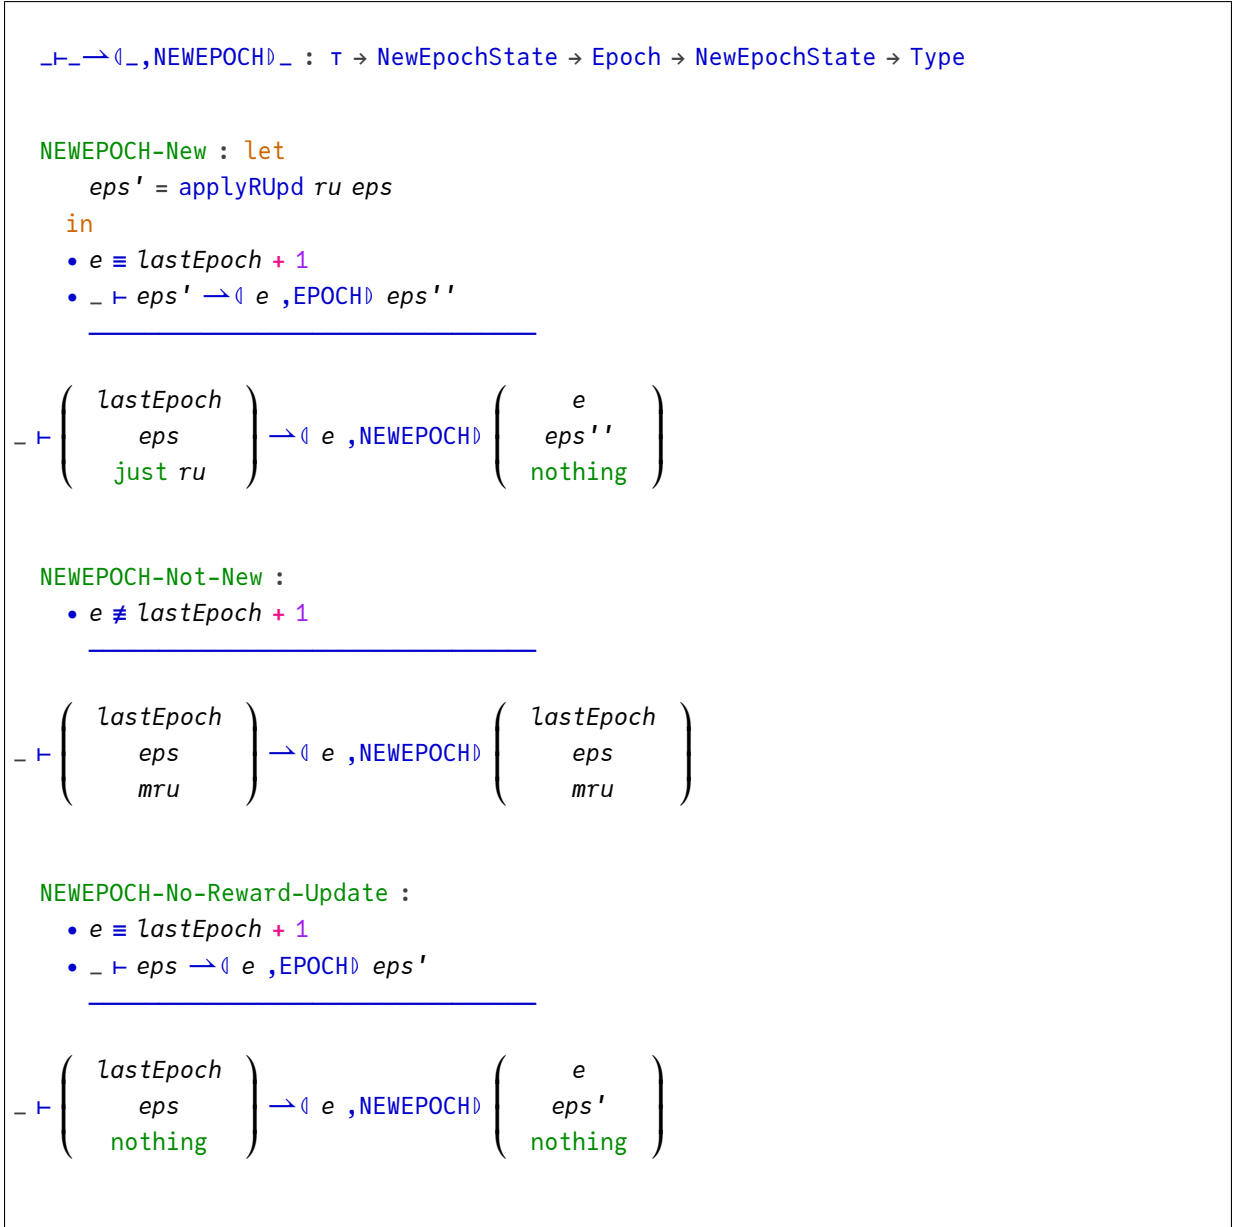 _⊢_⇀⦇_,NEWEPOCH⦈_ : ⊤ → NewEpochState → Epoch → NewEpochState → Type
NEWEPOCH-New : let
eps' = applyRUpd ru eps
in
• e ≡ lastEpoch + 1
• _ ⊢ eps' ⇀⦇ e ,EPOCH⦈ eps''
lastEpoch e
_ ⊢ ( eps ) ⇀⦇ e ,NEWEPOCH⦈ ( eps'' )
just ru nothing
NEWEPOCH-Not-New :
• e ≢ lastEpoch + 1
lastEpoch lastEpoch
_ ⊢ ( eps ) ⇀⦇ e ,NEWEPOCH⦈ ( eps )
mru mru
NEWEPOCH-No-Reward-Update :
• e ≡ lastEpoch + 1
• _ ⊢ eps ⇀⦇ e ,EPOCH⦈ eps'
lastEpoch e
_ ⊢ ( eps ) ⇀⦇ e ,NEWEPOCH⦈ ( eps' )
nothing nothing